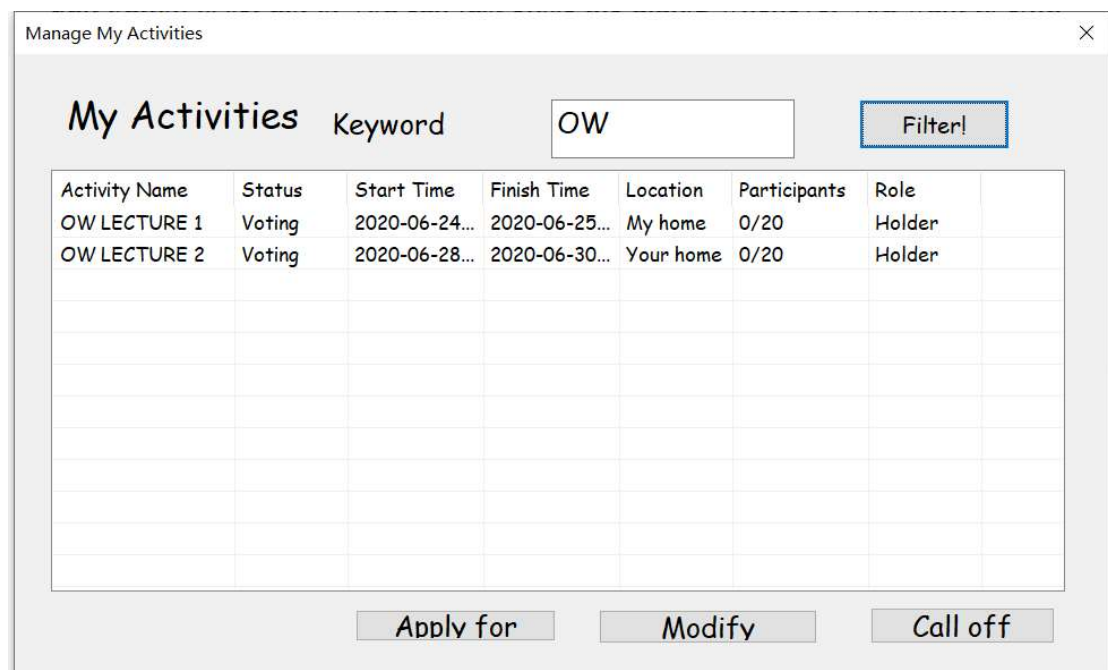 Manage My Activities
My Activities Keyword OW Filter!
Activity Name Status Start Time Finish Time Location Participants Role
OW LECTURE 1 Voting 2020-06-24... 2020-06-25... My home 0/20 Holder
OW LECTURE 2 Voting 2020-06-28... 2020-06-30... Your home 0/20 Holder
Apply for Modify Call off